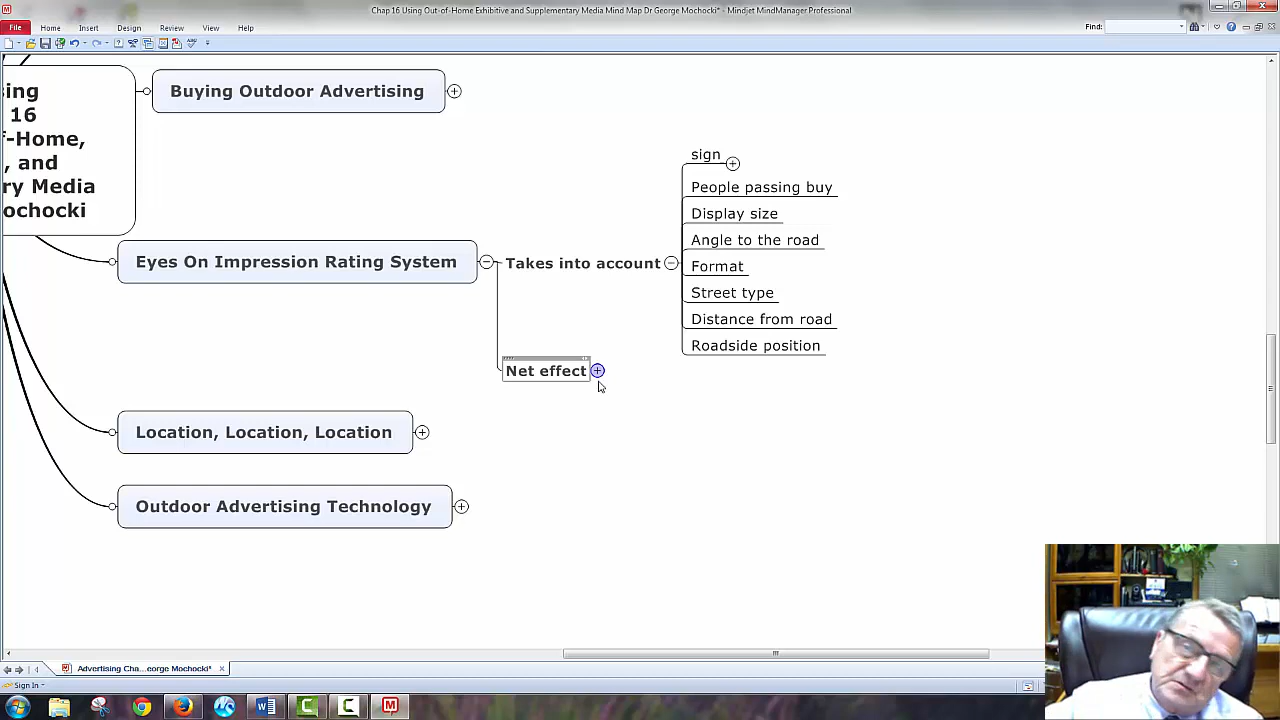 Chap 16 Using Out-of-Home Exhibitive and Supplementary Media Mind Map Dr George Mochocki* - Mindjet MindManager Professional
File Home Insert Design Review View Help
Find:
sing
16
f-Home,
, and
ry Media
ochocki
Buying Outdoor Advertising
Eyes On Impression Rating System
Takes into account
sign
People passing buy
Display size
Angle to the road
Format
Street type
Distance from road
Roadside position
Net effect
Location, Location, Location
Outdoor Advertising Technology
Advertising Cha...eorge Mochocki*
Sign In